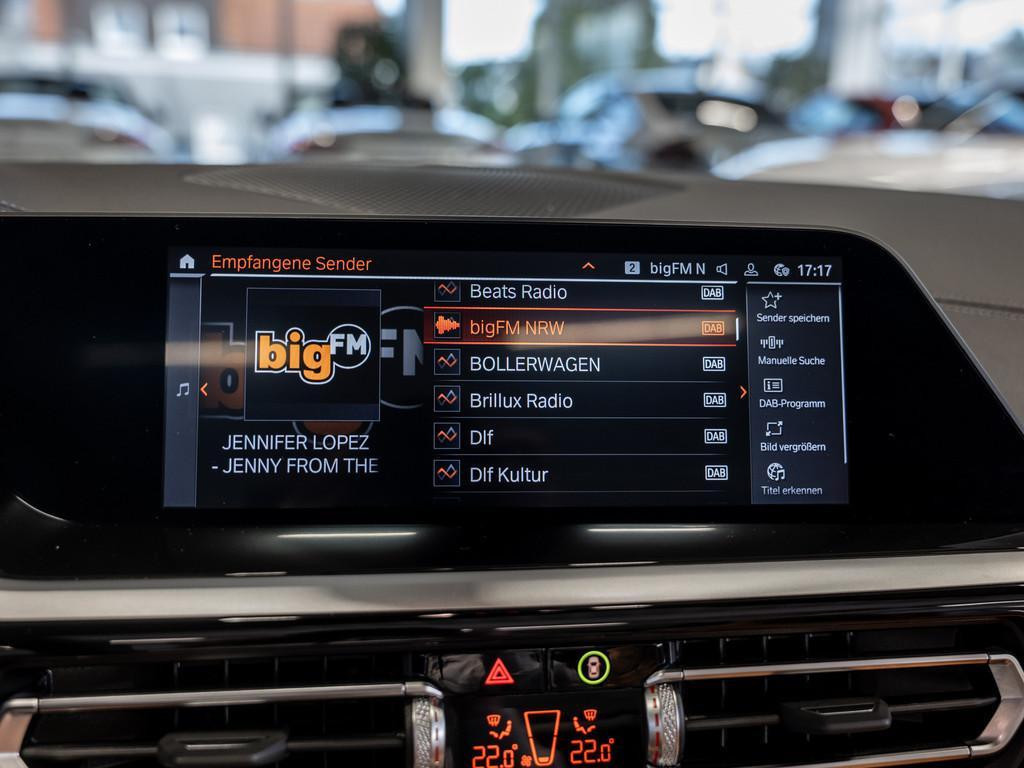 Empfangene Sender
2 bigFM N 17:17
bigFM
JENNIFER LOPEZ
- JENNY FROM THE
Beats Radio DAB
bigFM NRW DAB
BOLLERWAGEN DAB
Brillux Radio DAB
Dlf DAB
Dlf Kultur DAB
Sender speichern
Manuelle Suche
DAB-Programm
Bild vergrößern
Titel erkennen
22.0° 22.0°